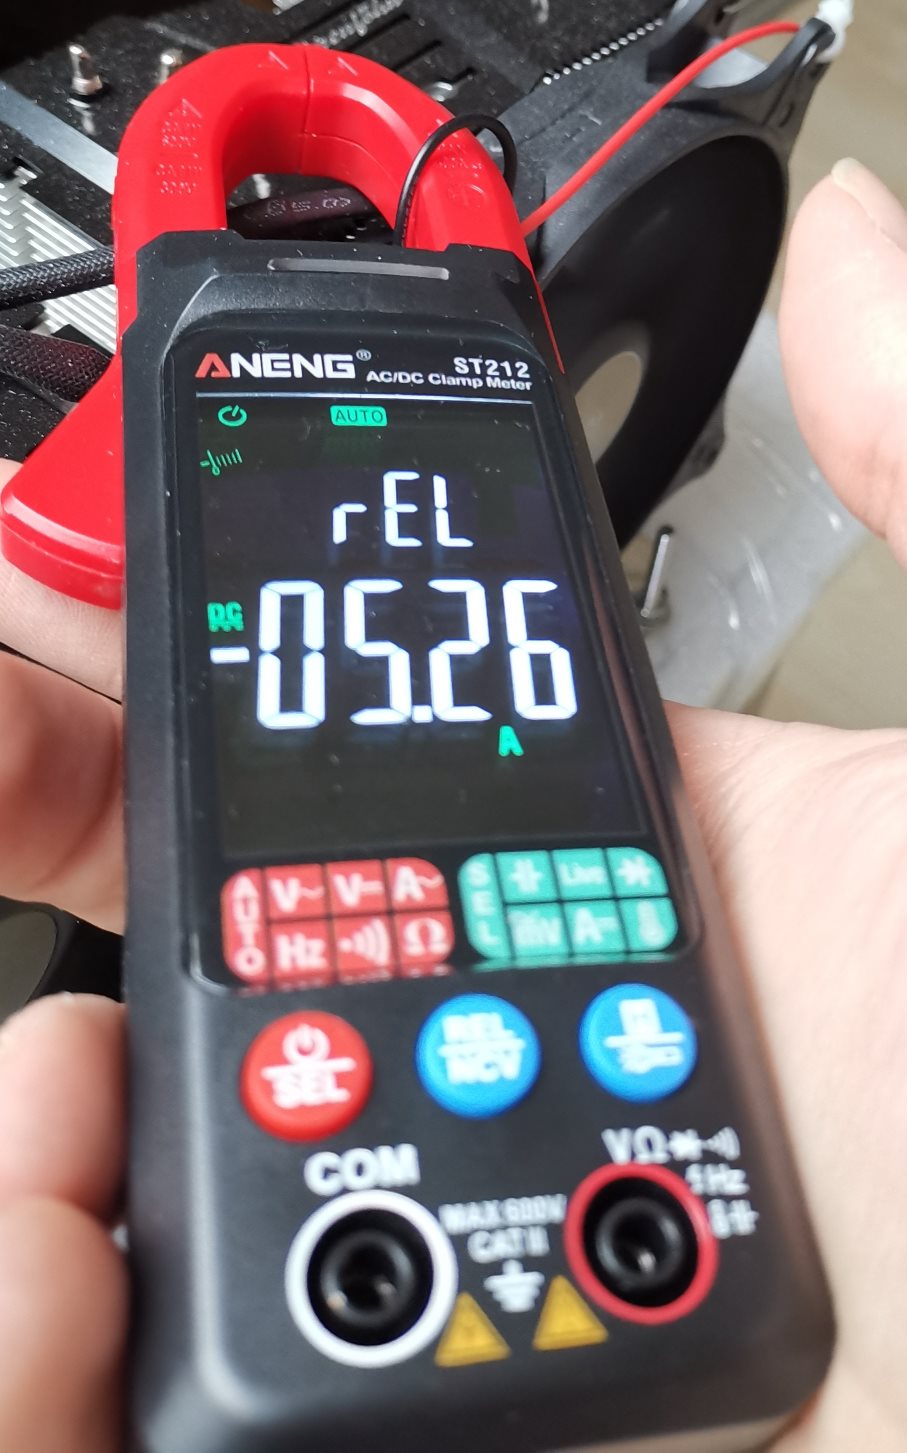 ANENG®
ST212
AC/DC Clamp Meter
AUTO
rEL
DC
-05.26
A
AUTO
V~ V⎓ A~
Hz Ω
SEL
Live
A⎓
SEL
REL
NCV
H
COM
VΩ
Hz
MAX 600V
CAT II